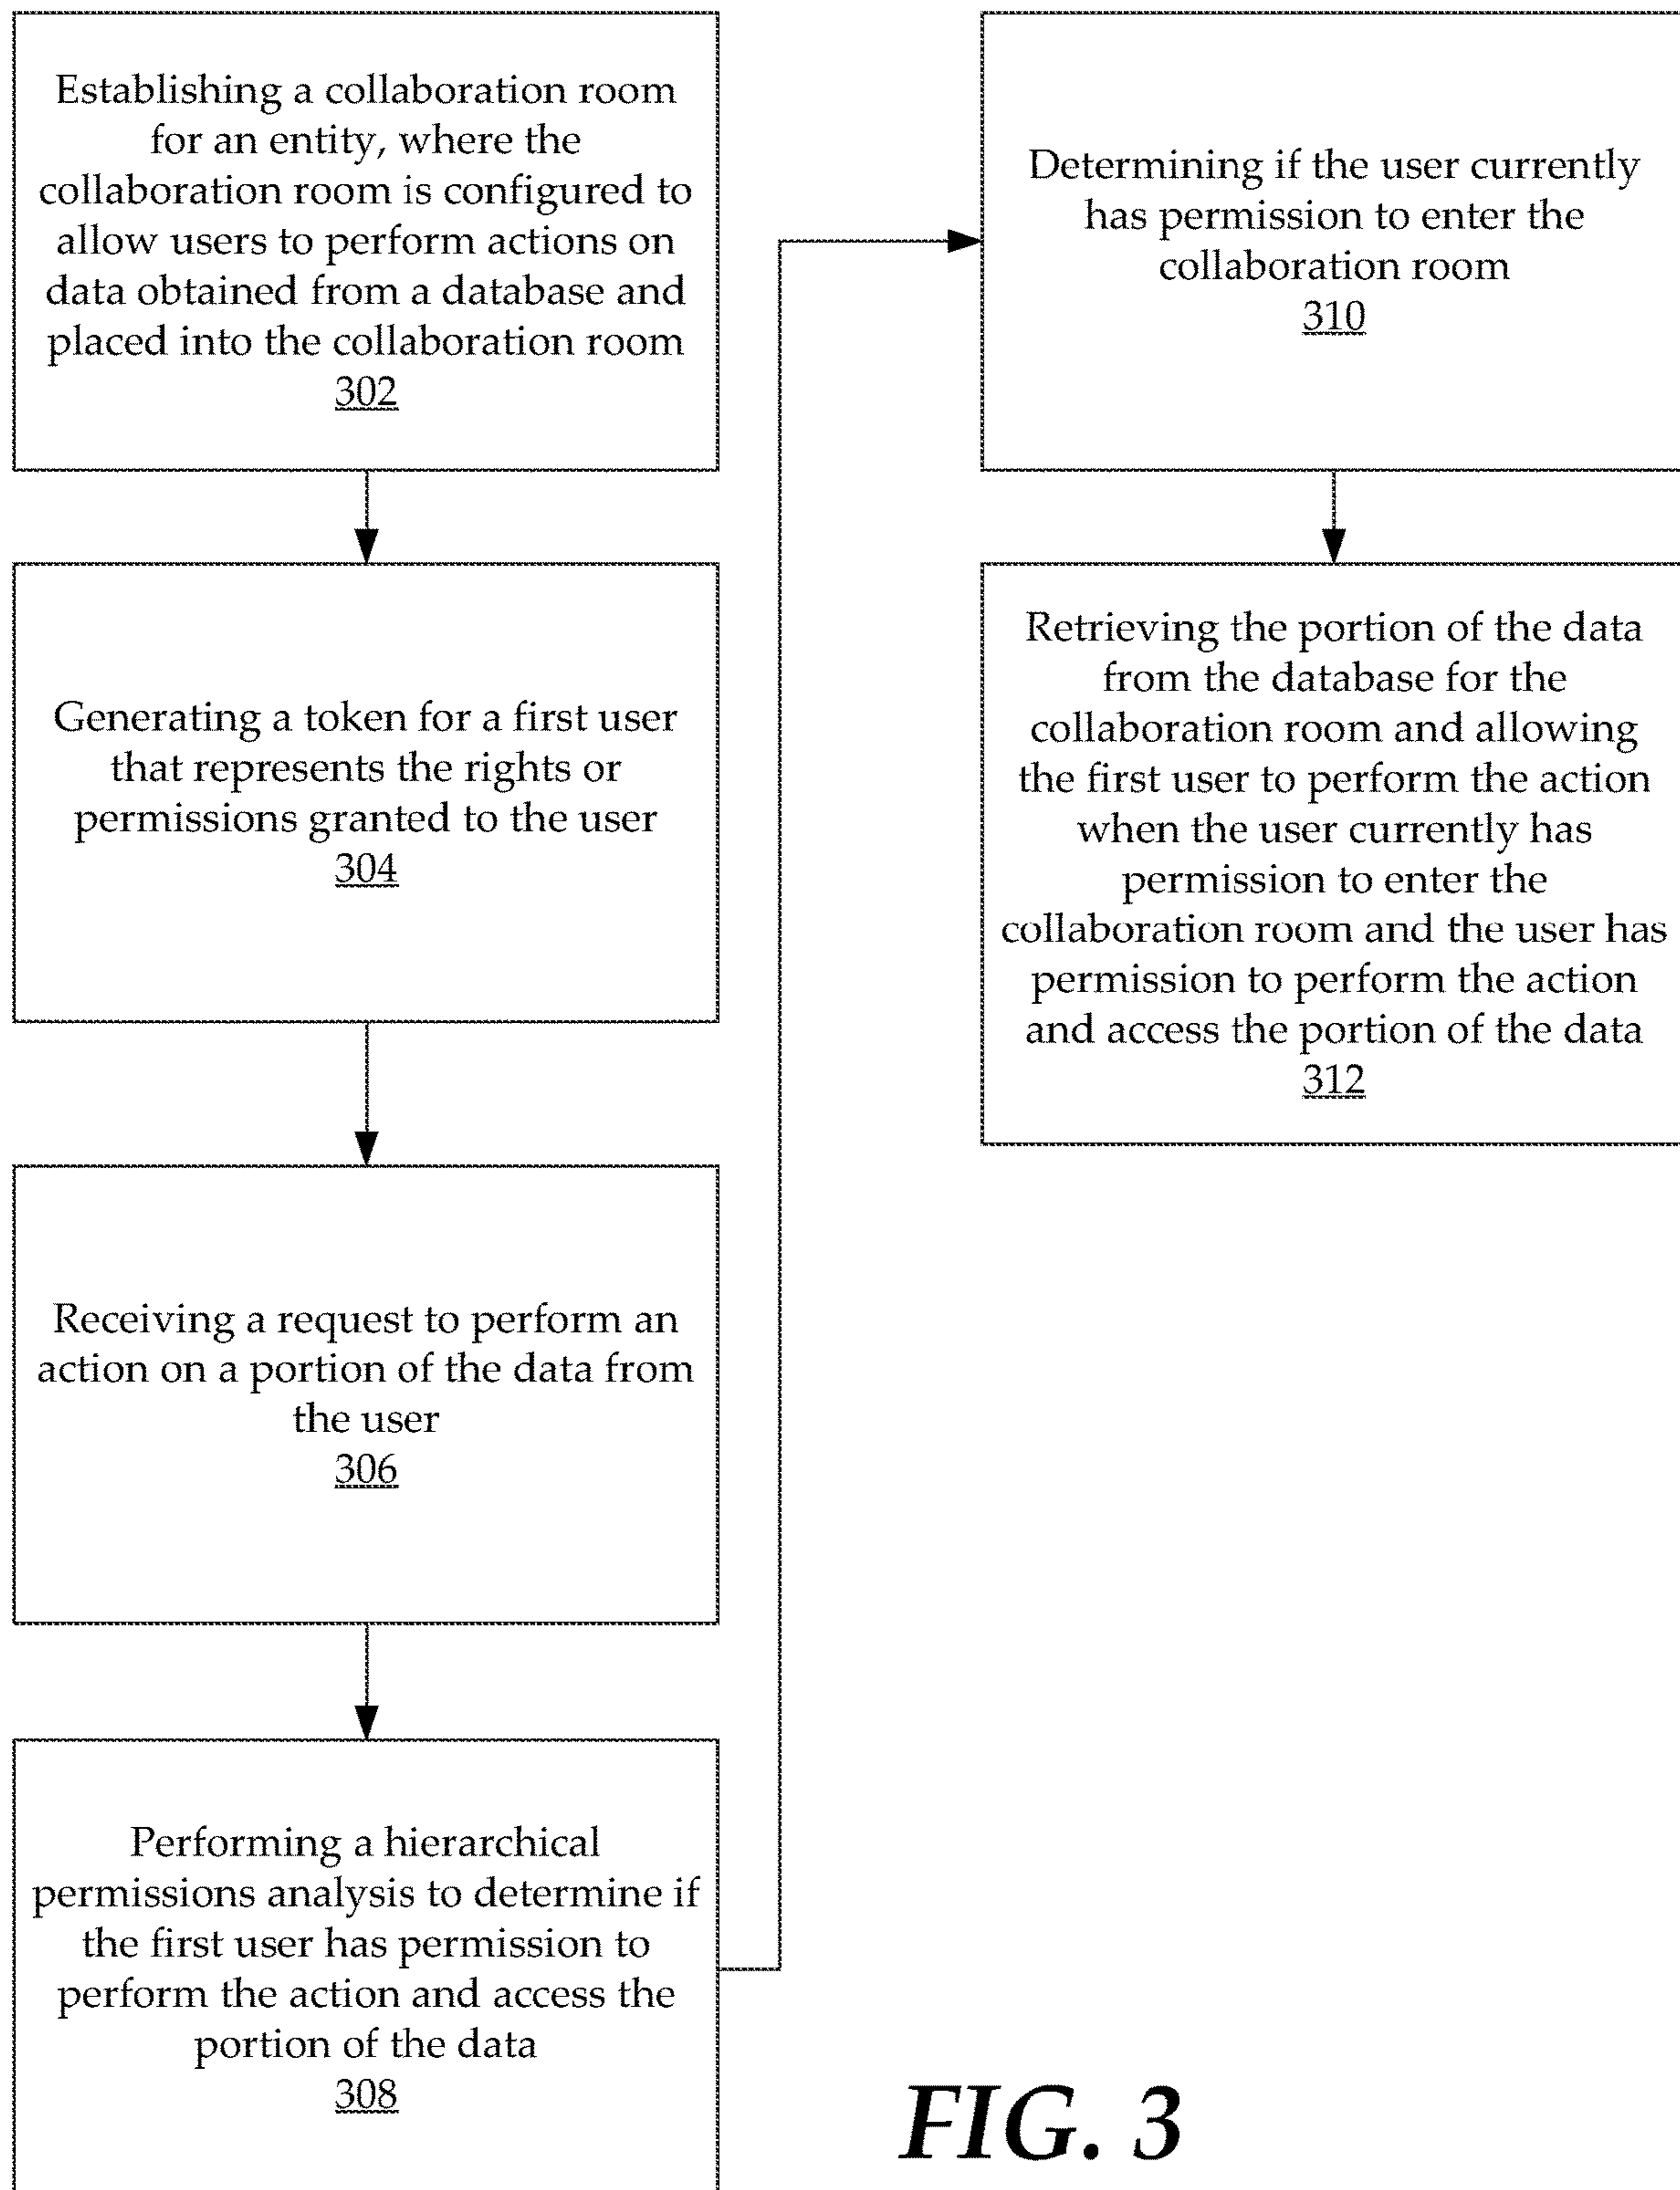 Establishing a collaboration room
for an entity, where the
collaboration room is configured to
allow users to perform actions on
data obtained from a database and
placed into the collaboration room
302
Generating a token for a first user
that represents the rights or
permissions granted to the user
304
Receiving a request to perform an
action on a portion of the data from
the user
306
Performing a hierarchical
permissions analysis to determine if
the first user has permission to
perform the action and access the
portion of the data
308
Determining if the user currently
has permission to enter the
collaboration room
310
Retrieving the portion of the data
from the database for the
collaboration room and allowing
the first user to perform the action
when the user currently has
permission to enter the
collaboration room and the user has
permission to perform the action
and access the portion of the data
312
FIG. 3